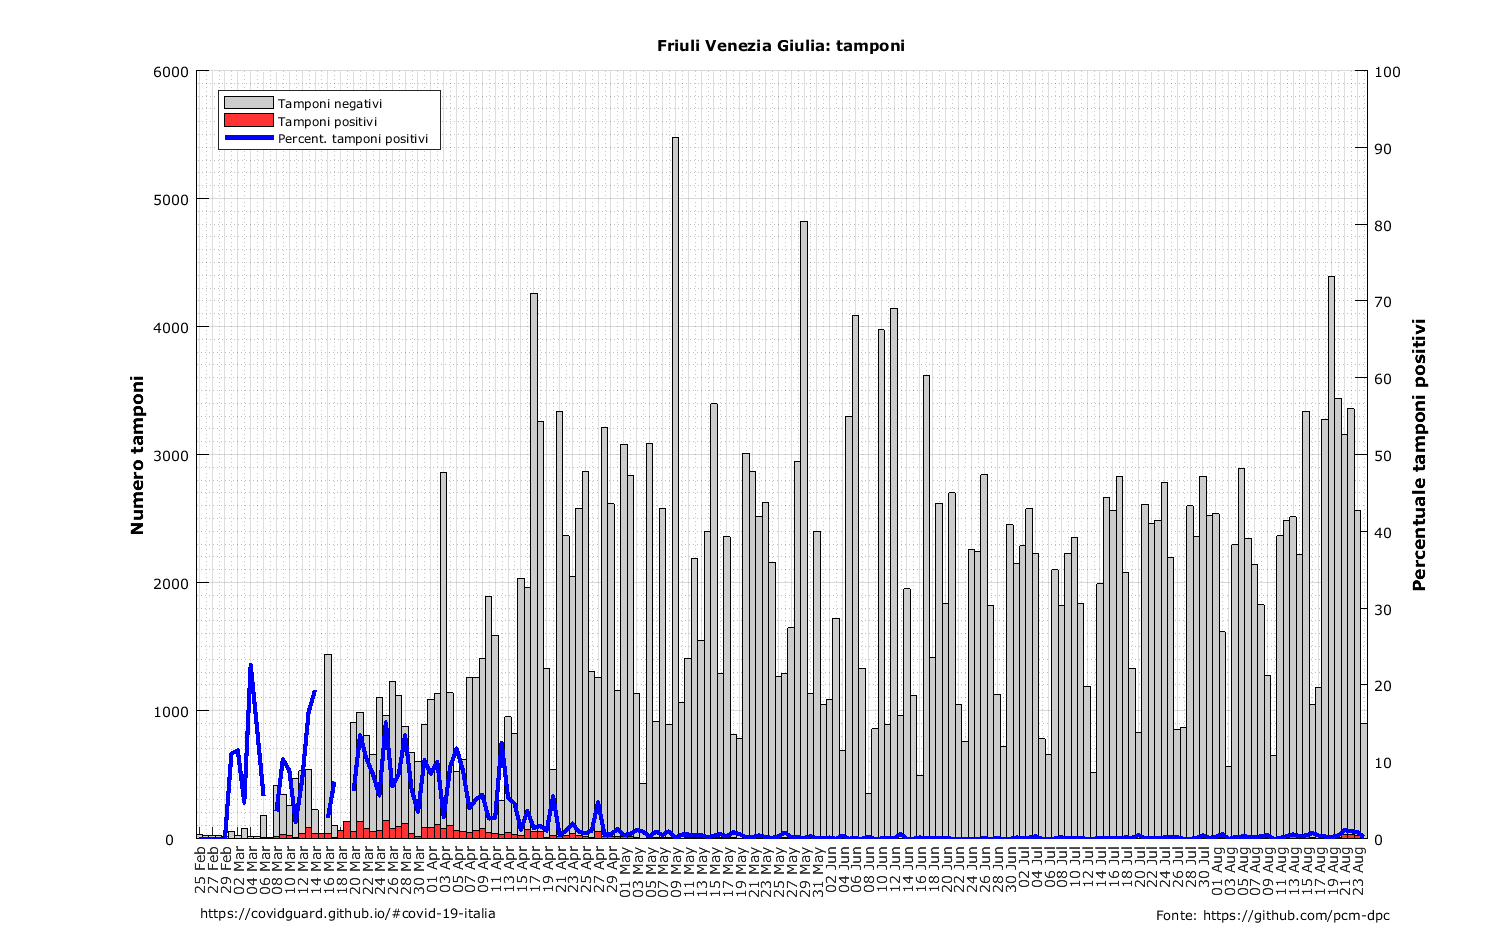 Friuli Venezia Giulia: tamponi
6000
5000
4000
3000
2000
1000
0
Numero tamponi
Tamponi negativi
Tamponi positivi
Percent. tamponi positivi
100
90
80
70
60
50
40
30
20
10
0
Percentuale tamponi positivi
25 Feb
27 Feb
29 Feb
02 Mar
04 Mar
06 Mar
08 Mar
10 Mar
12 Mar
14 Mar
16 Mar
18 Mar
20 Mar
22 Mar
24 Mar
26 Mar
28 Mar
30 Mar
01 Apr
03 Apr
05 Apr
07 Apr
09 Apr
11 Apr
13 Apr
15 Apr
17 Apr
19 Apr
21 Apr
23 Apr
25 Apr
27 Apr
29 Apr
01 May
03 May
05 May
07 May
09 May
11 May
13 May
15 May
17 May
19 May
21 May
23 May
25 May
27 May
29 May
31 May
02 Jun
04 Jun
06 Jun
08 Jun
10 Jun
12 Jun
14 Jun
16 Jun
18 Jun
20 Jun
22 Jun
24 Jun
26 Jun
28 Jun
30 Jun
02 Jul
04 Jul
06 Jul
08 Jul
10 Jul
12 Jul
14 Jul
16 Jul
18 Jul
20 Jul
22 Jul
24 Jul
26 Jul
28 Jul
30 Jul
01 Aug
03 Aug
05 Aug
07 Aug
09 Aug
11 Aug
13 Aug
15 Aug
17 Aug
19 Aug
21 Aug
23 Aug
https://covidguard.github.io/#covid-19-italia
Fonte: https://github.com/pcm-dpc